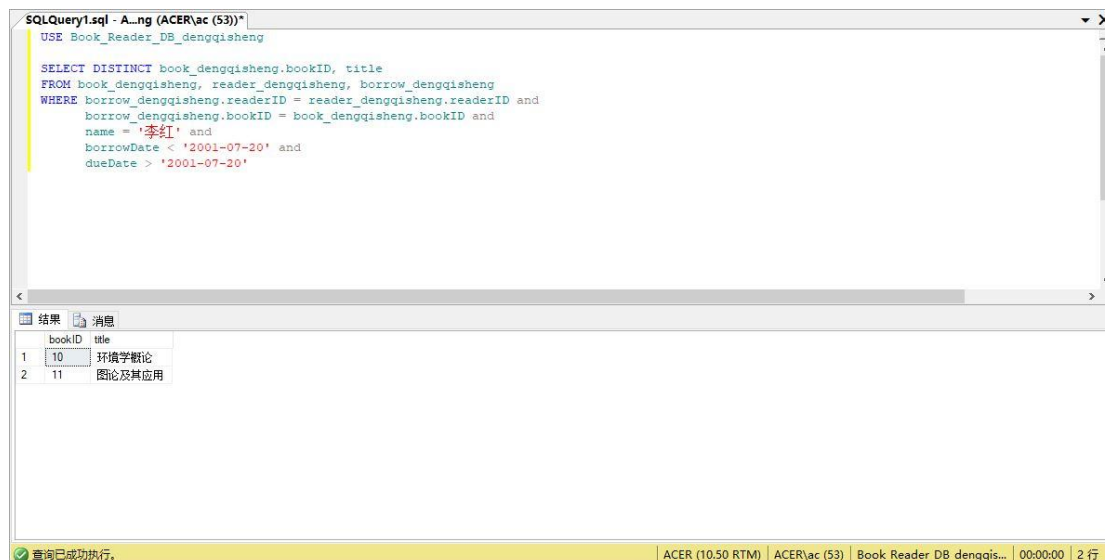 SQLQuery1.sql - A...ng (ACER\ac (53))*
USE Book_Reader_DB_dengqisheng
SELECT DISTINCT book_dengqisheng.bookID, title
FROM book_dengqisheng, reader_dengqisheng, borrow_dengqisheng
WHERE borrow_dengqisheng.readerID = reader_dengqisheng.readerID and
borrow_dengqisheng.bookID = book_dengqisheng.bookID and
name = '李红' and
borrowDate < '2001-07-20' and
dueDate > '2001-07-20'
结果 消息
bookID title
1 10 环境学概论
2 11 图论及其应用
查询已成功执行。 ACER (10.50 RTM) ACER\ac (53) Book_Reader_DB_dengqis... 00:00:00 2 行